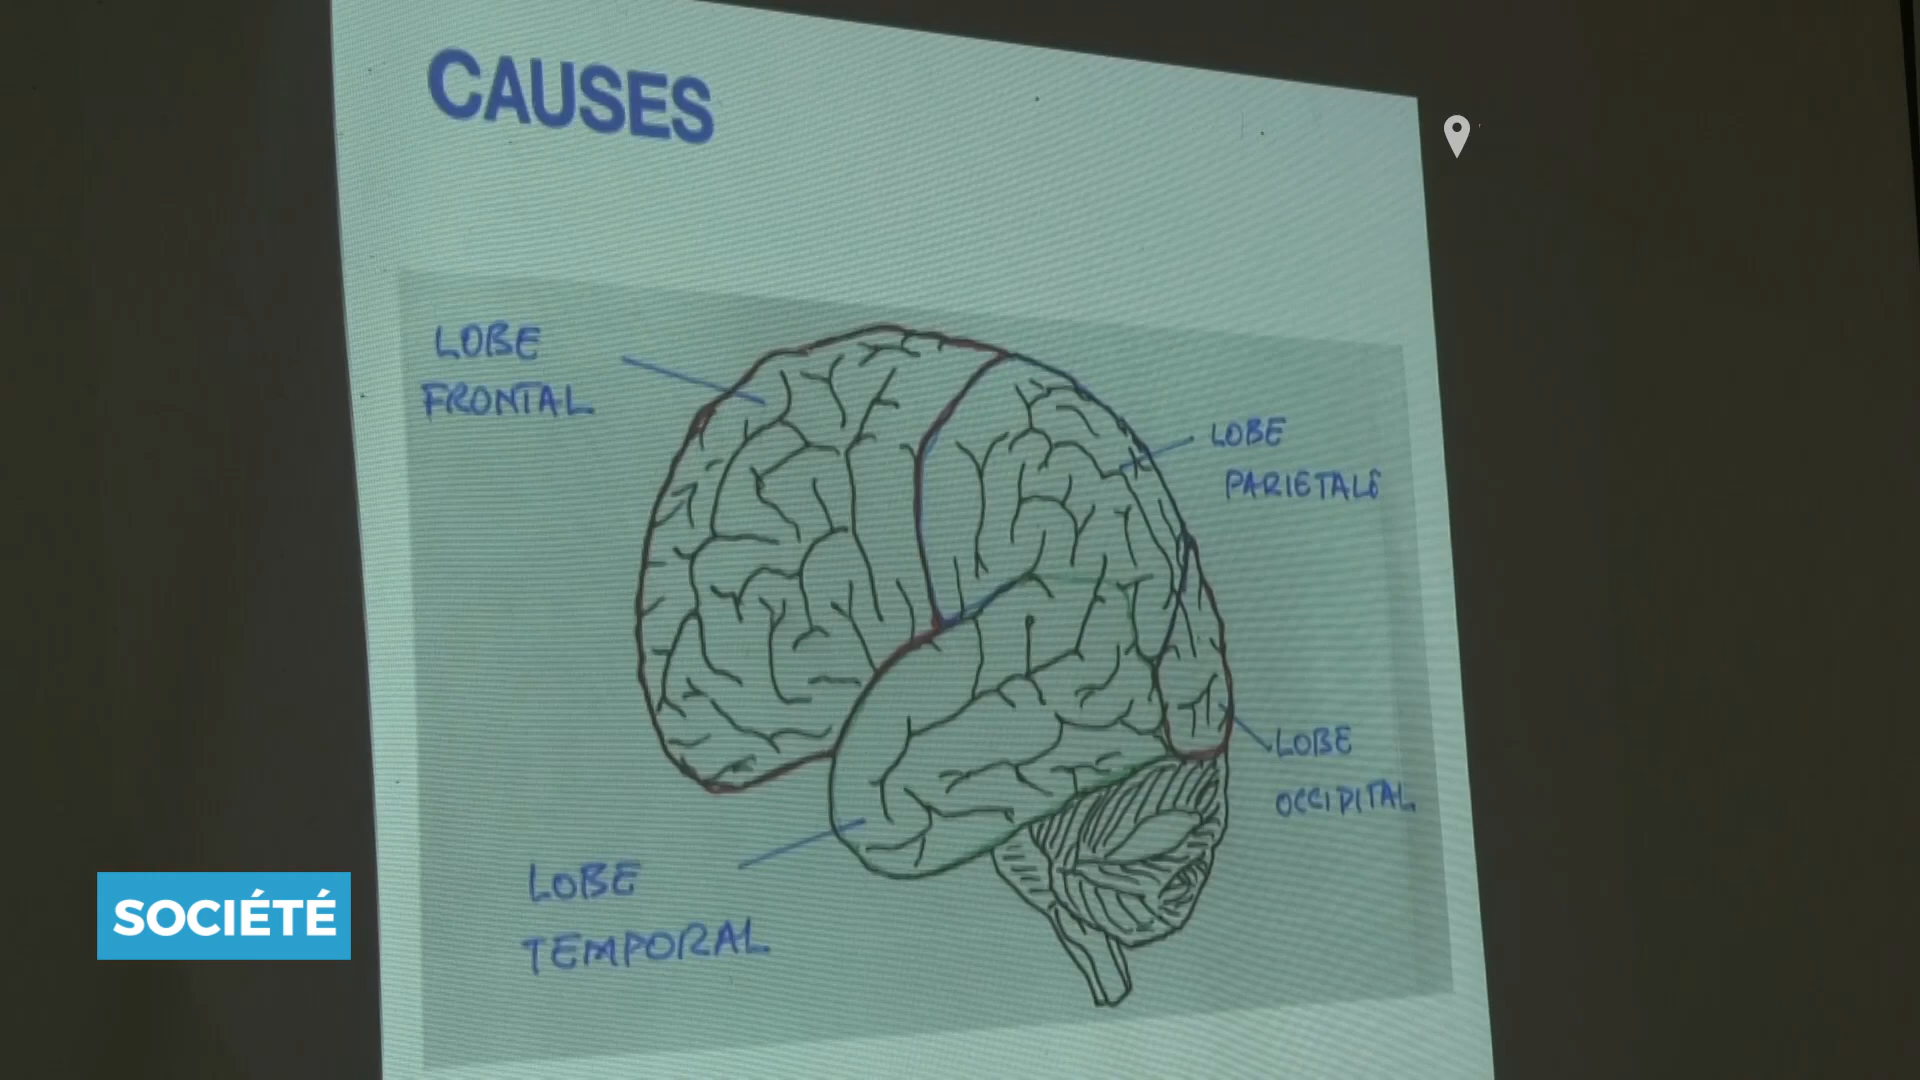 CAUSES
LOBE
FRONTAL
LOBE
PARIETALE
LOBE
OCCIPITAL
LOBE
TEMPORAL
SOCIÉTÉ